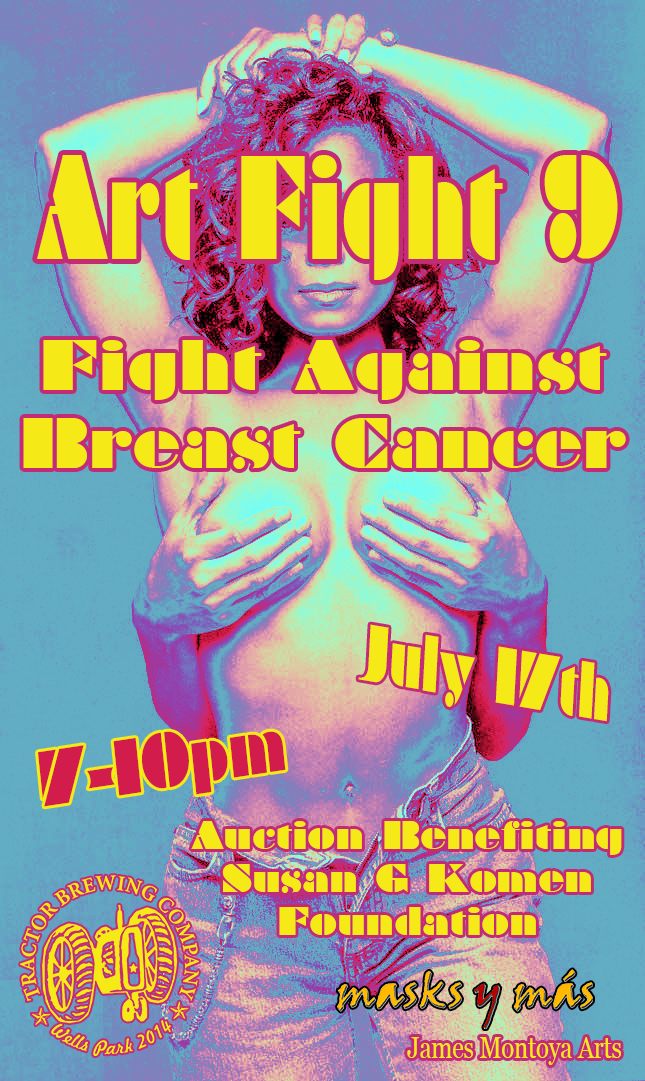 Art Fight 9
Fight Against
Breast Cancer
July 17th
7-10pm
Auction Benefiting
Susan G Komen
Foundation
TRACTOR BREWING COMPANY
Wells Park 2014
masks y más
James Montoya Arts